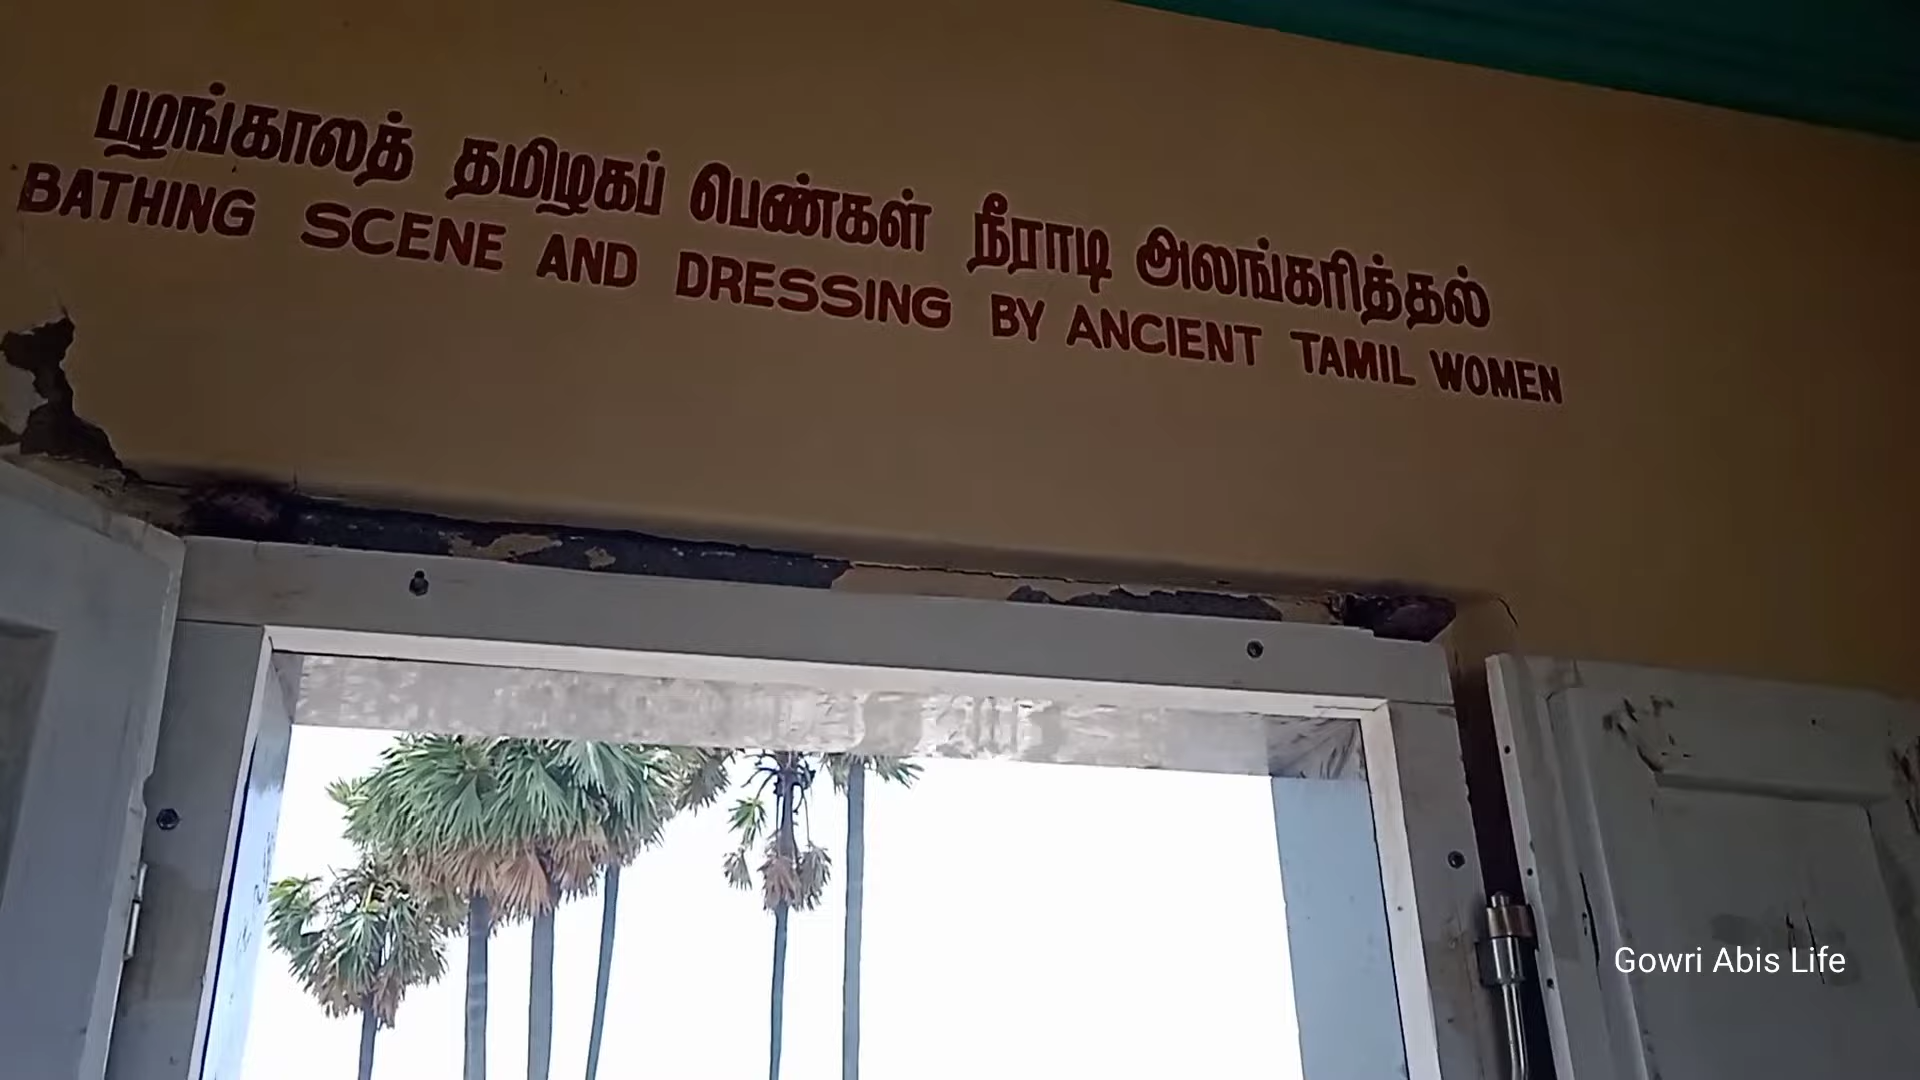 பழங்காலத் தமிழகப் பெண்கள் நீராடி அலங்கரித்தல்
BATHING SCENE AND DRESSING BY ANCIENT TAMIL WOMEN
Gowri Abis Life